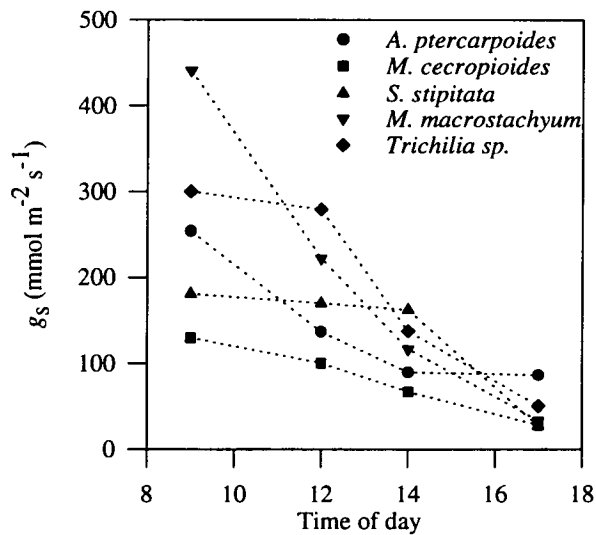 500
400
300
200
100
0
g_s (mmol m⁻² s⁻¹)
A. ptercarpoides
M. cecropioides
S. stipitata
M. macrostachyum
Trichilia sp.
8 10 12 14 16 18
Time of day